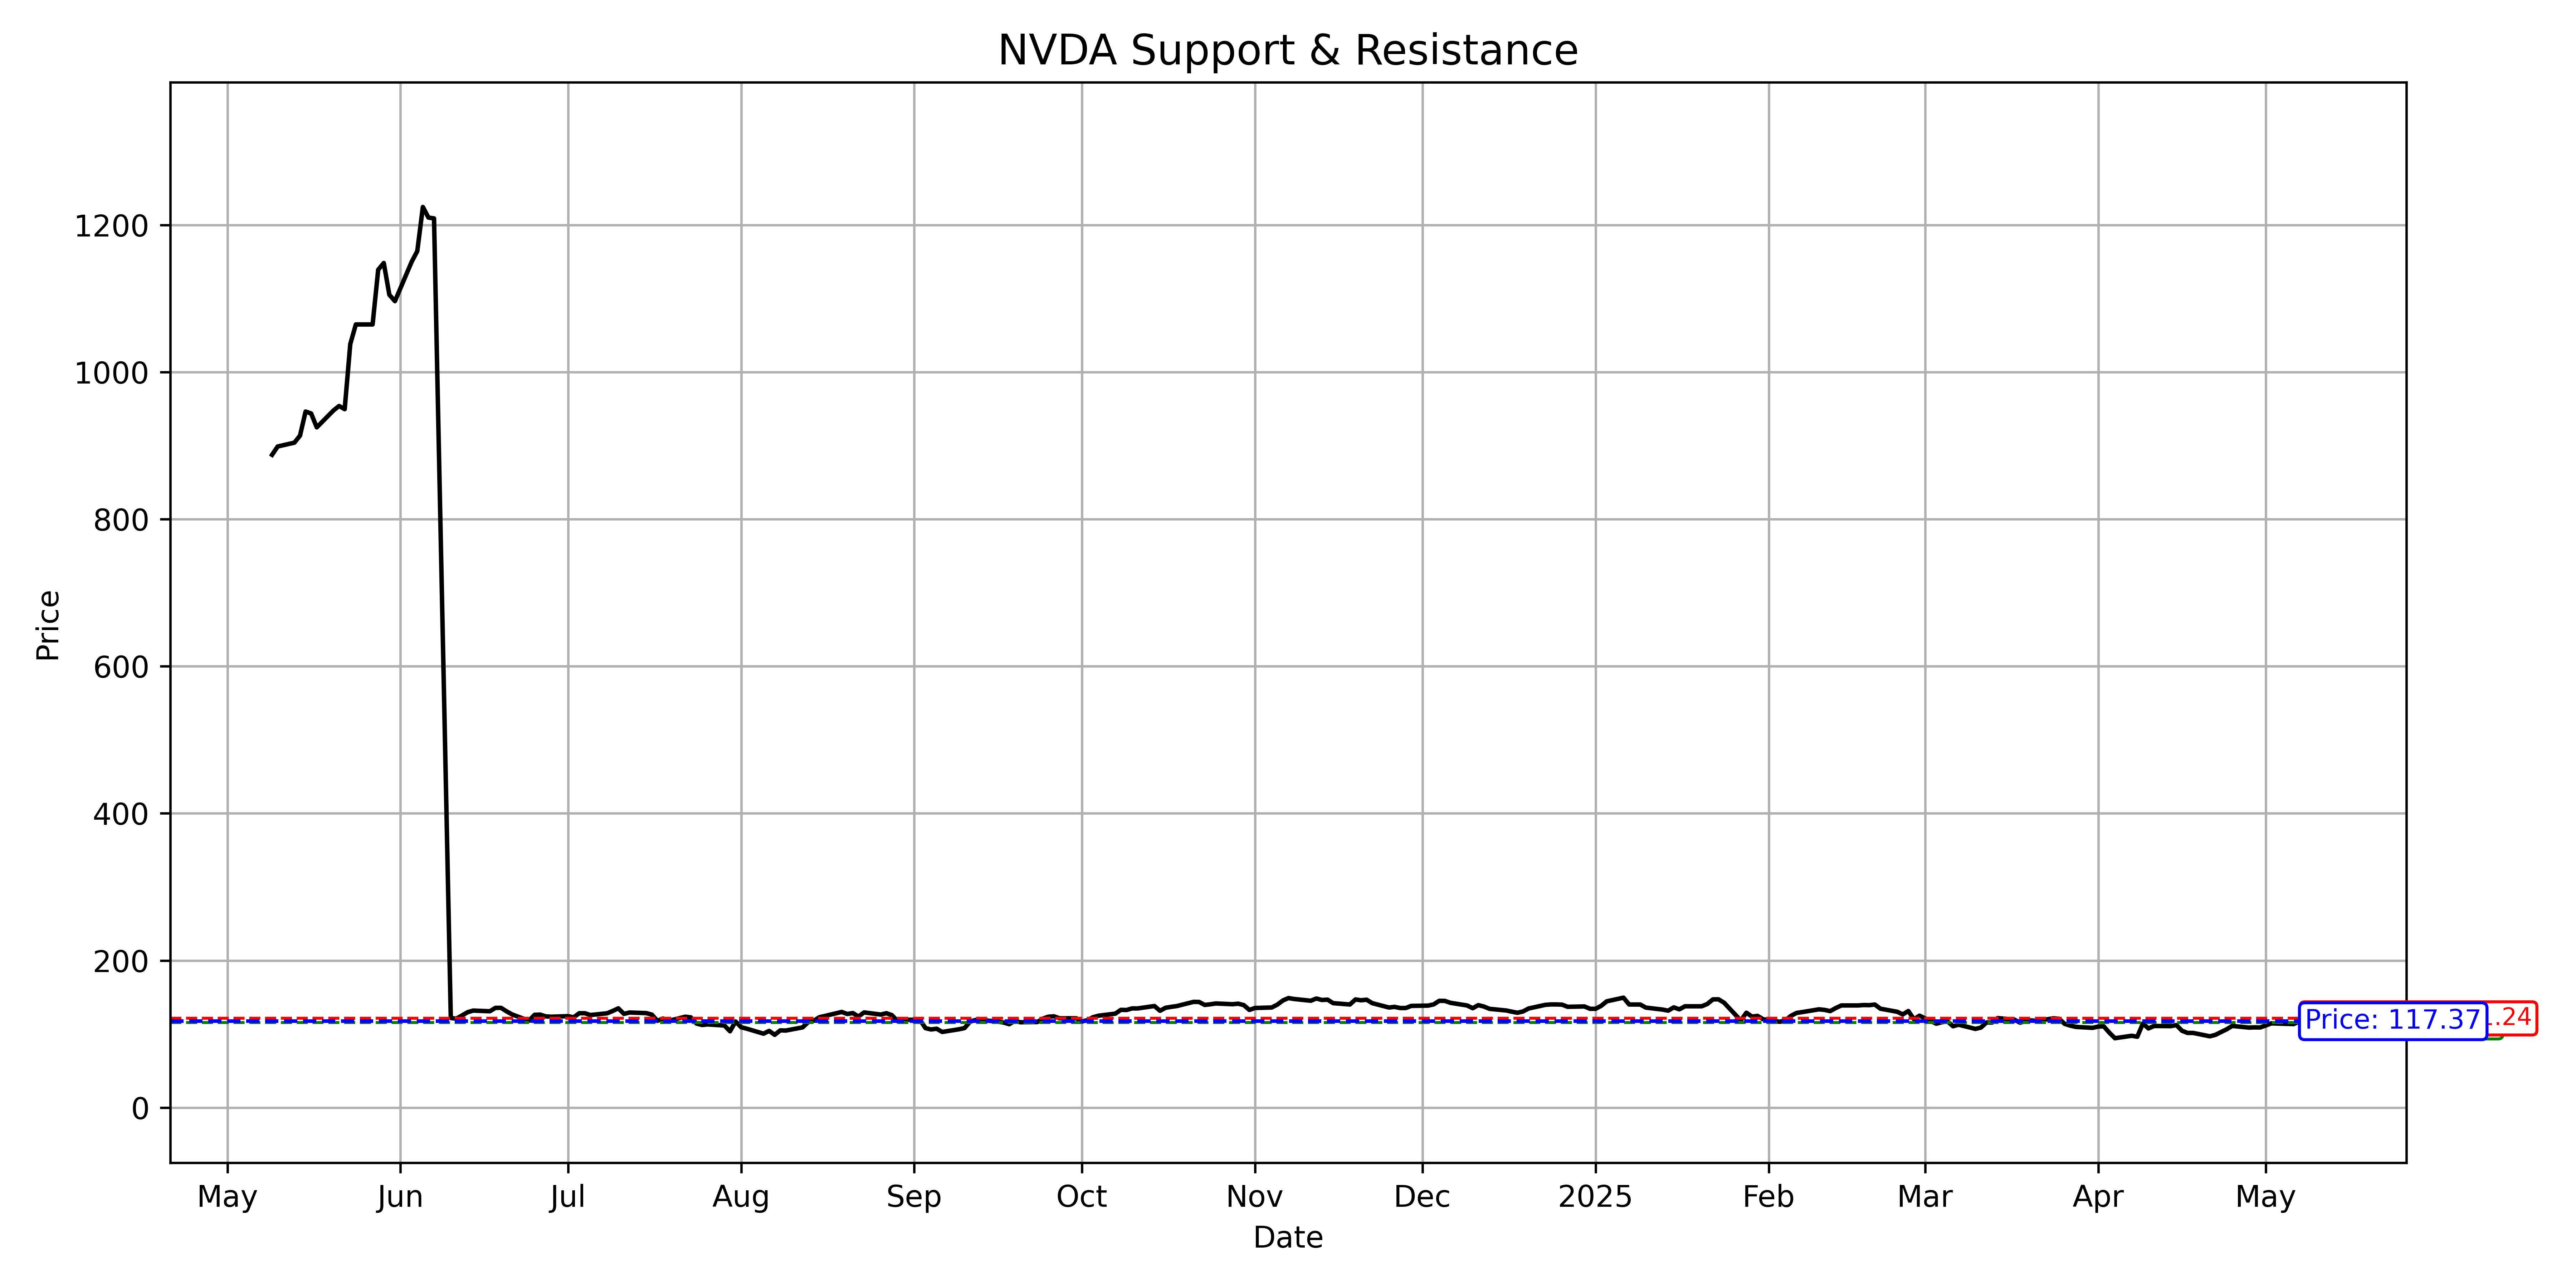 NVDA Support & Resistance
Price
1200
1000
800
600
400
200
0
Price: 117.37
.24
May Jun Jul Aug Sep Oct Nov Dec 2025 Feb Mar Apr May
Date